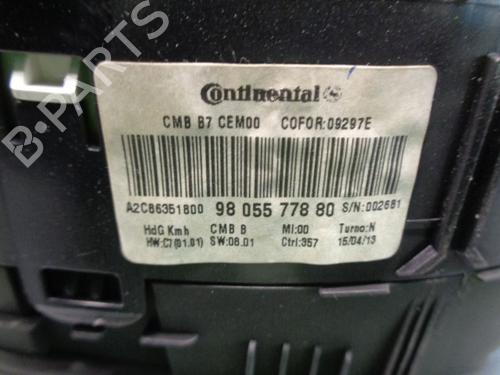 B-PARTS
Continental
CMB B7 CEM00 COFOR:09297E
A2C86351800 98 055 778 80 S/N:002681
HdG Kmh CMB B MI:00 Turno:N
HW:C7(01.01) SW:08.01 Ctrl:357 15/04/13